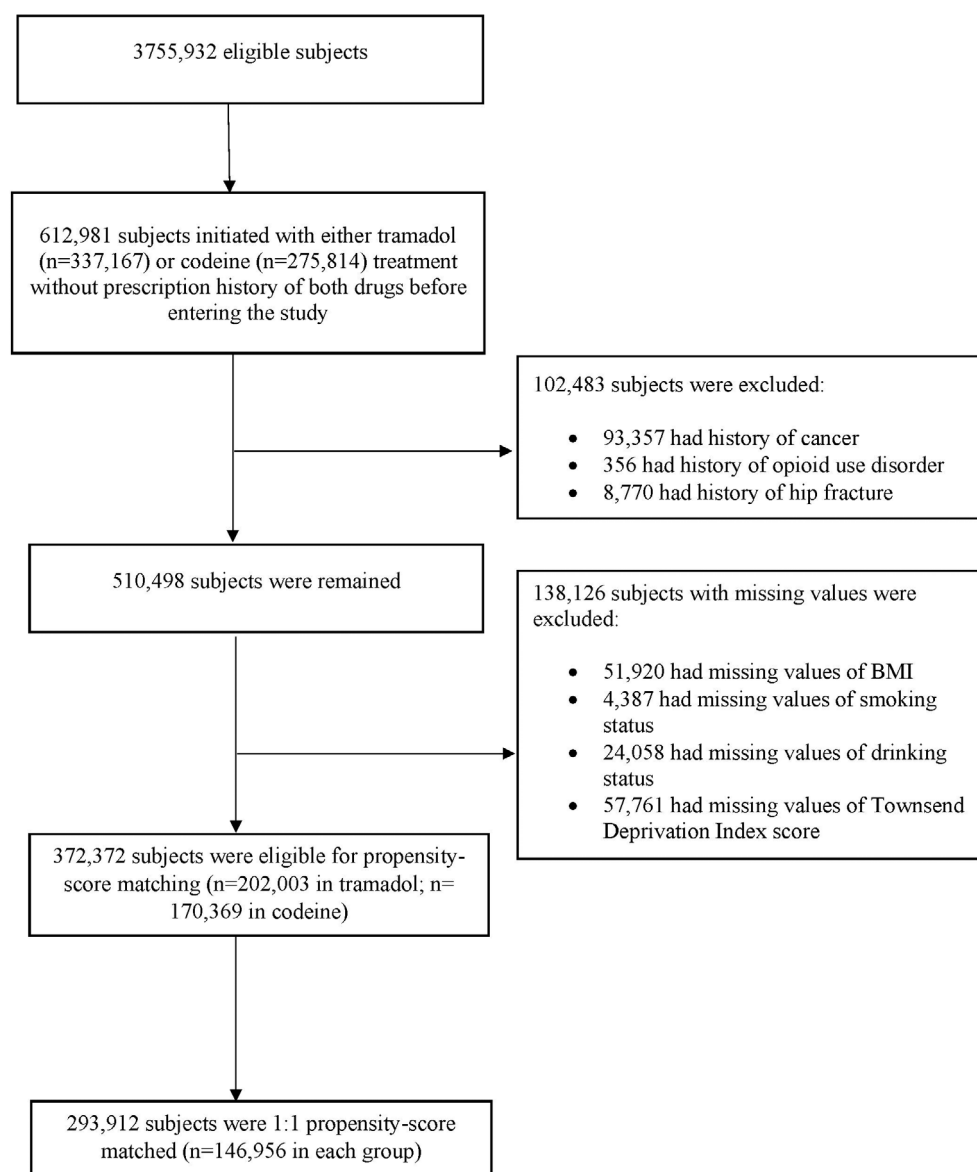 3755,932 eligible subjects
612,981 subjects initiated with either tramadol
(n=337,167) or codeine (n=275,814) treatment
without prescription history of both drugs before
entering the study
102,483 subjects were excluded:
• 93,357 had history of cancer
• 356 had history of opioid use disorder
• 8,770 had history of hip fracture
510,498 subjects were remained
138,126 subjects with missing values were
excluded:
• 51,920 had missing values of BMI
• 4,387 had missing values of smoking
status
• 24,058 had missing values of drinking
status
• 57,761 had missing values of Townsend
Deprivation Index score
372,372 subjects were eligible for propensity-
score matching (n=202,003 in tramadol; n=
170,369 in codeine)
293,912 subjects were 1:1 propensity-score
matched (n=146,956 in each group)